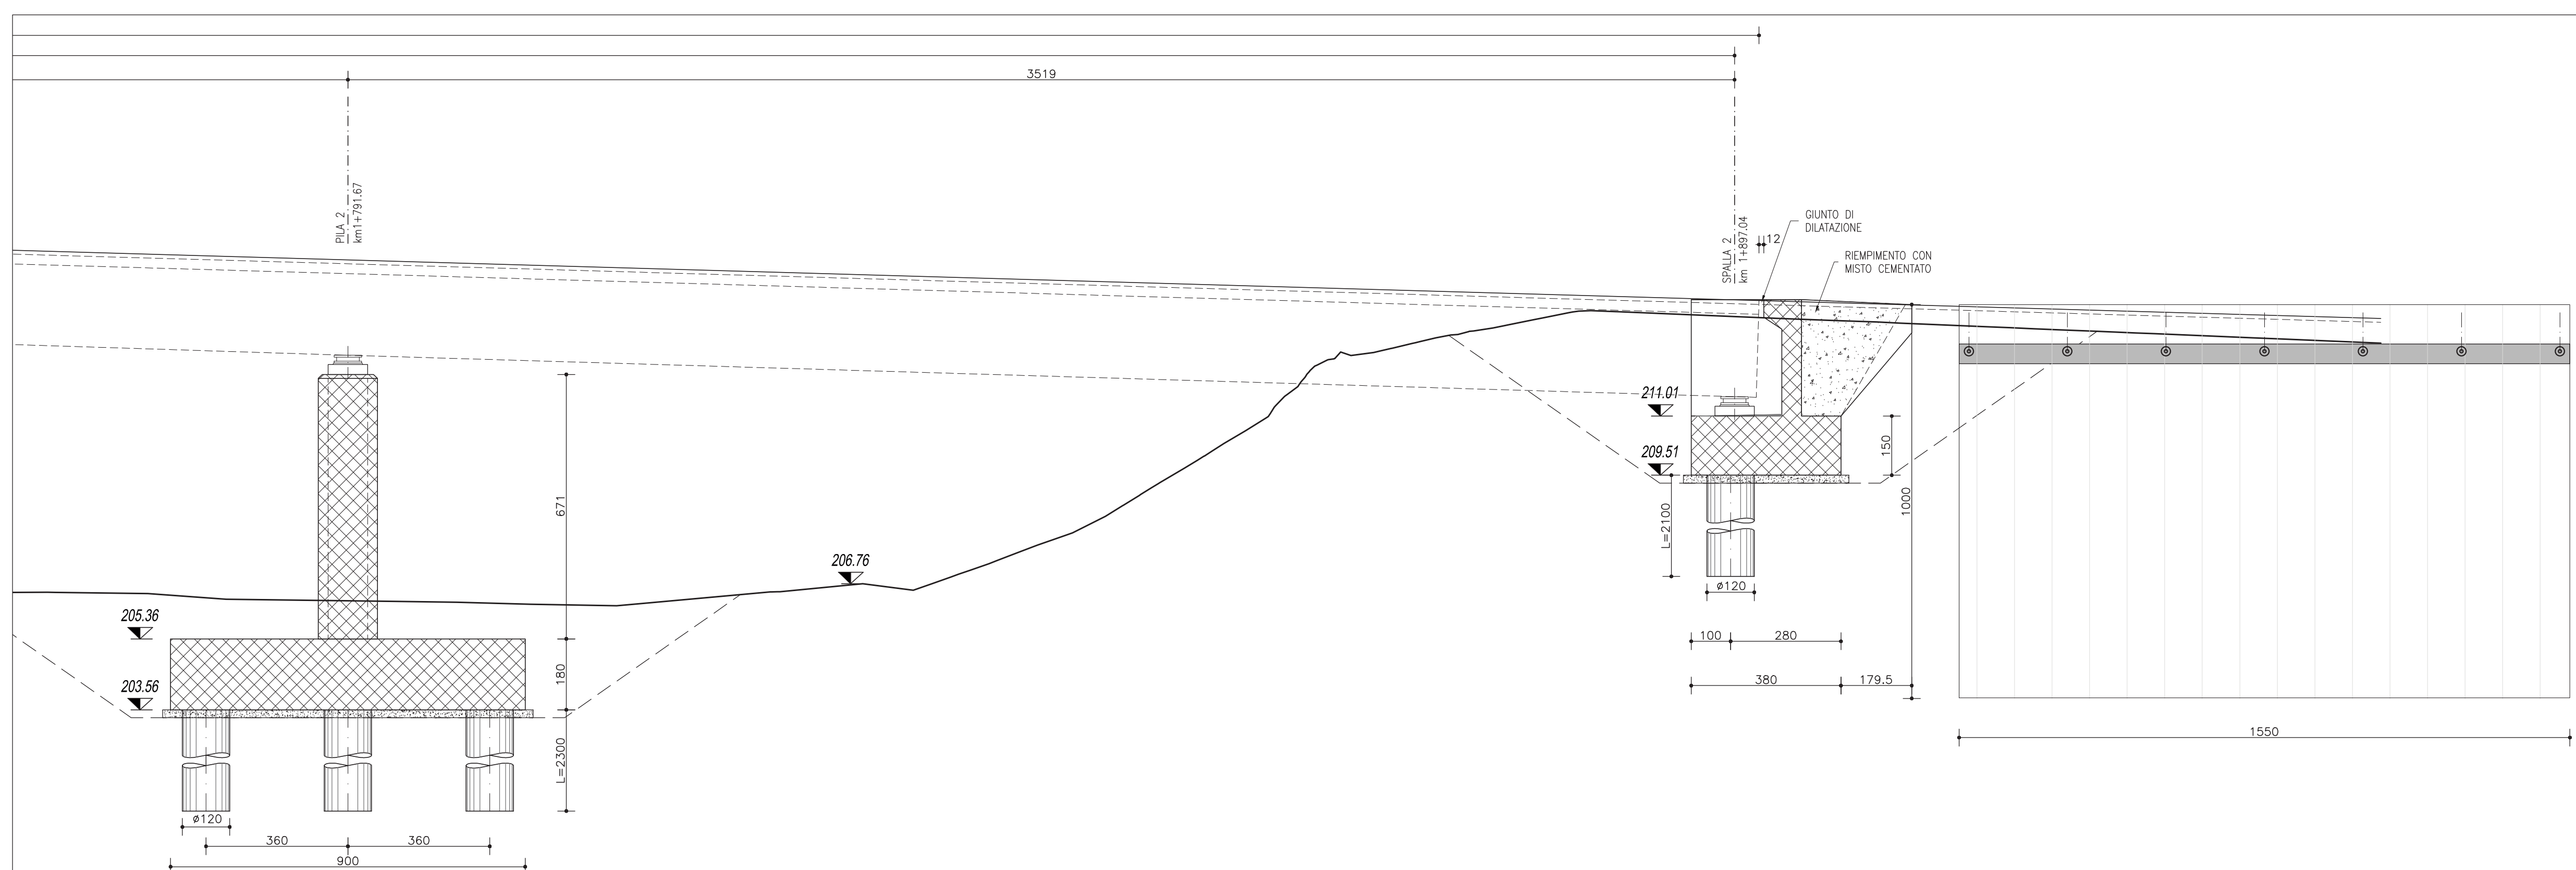 3519
PILA 2
km1+791.67
SPALLA 2
km 1+897.04
12
GIUNTO DI
DILATAZIONE
RIEMPIMENTO CON
MISTO CEMENTATO
211.01
209.51
150
1000
L=2100
ø120
100
280
380
179.5
1550
671
206.76
205.36
180
203.56
L=2300
ø120
360
360
900